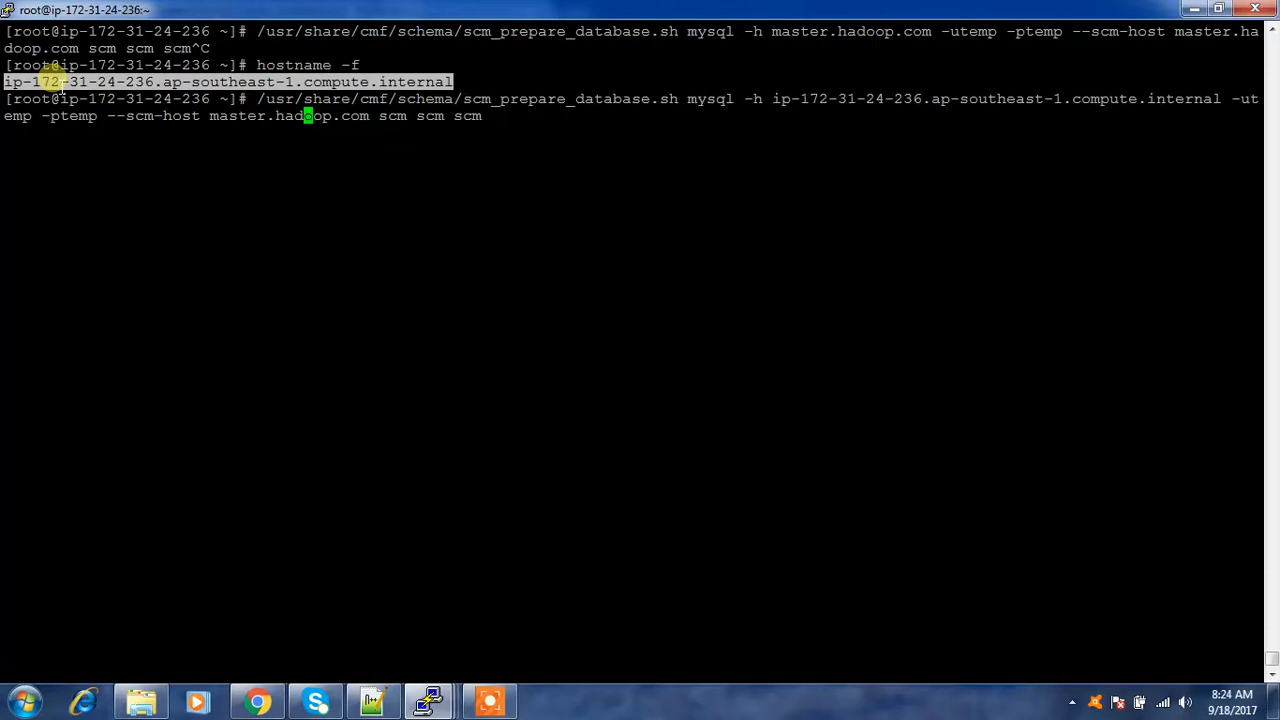 root@ip-172-31-24-236:~
[root@ip-172-31-24-236 ~]# /usr/share/cmf/schema/scm_prepare_database.sh mysql -h master.hadoop.com -utemp -ptemp --scm-host master.ha
doop.com scm scm scm^C
[root@ip-172-31-24-236 ~]# hostname -f
ip-172-31-24-236.ap-southeast-1.compute.internal
[root@ip-172-31-24-236 ~]# /usr/share/cmf/schema/scm_prepare_database.sh mysql -h ip-172-31-24-236.ap-southeast-1.compute.internal -ut
emp -ptemp --scm-host master.hadoop.com scm scm scm
8:24 AM
9/18/2017